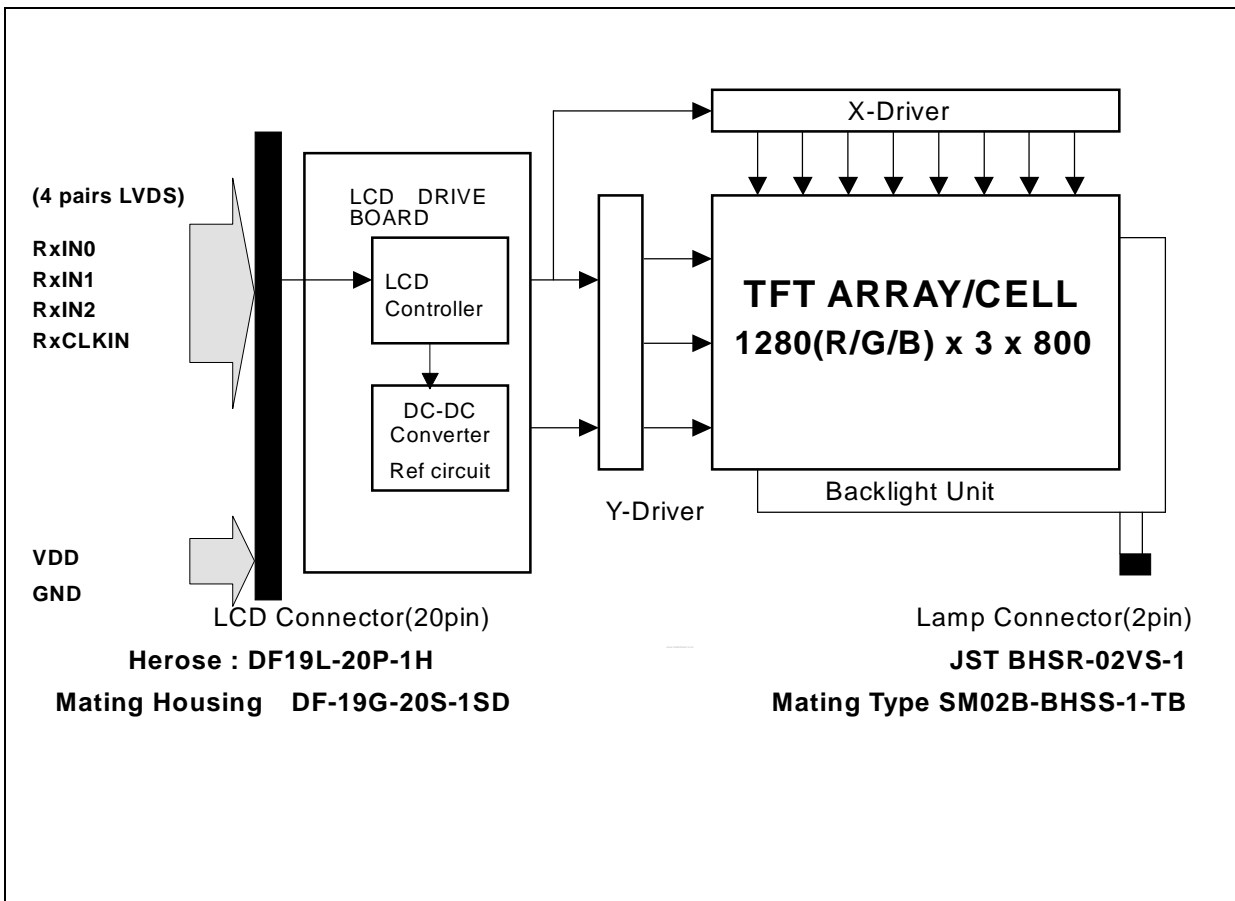 X-Driver
(4 pairs LVDS)
RxIN0
RxIN1
RxIN2
RxCLKIN
LCD DRIVE
BOARD
LCD
Controller
DC-DC
Converter
Ref circuit
TFT ARRAY/CELL
1280(R/G/B) x 3 x 800
Y-Driver
Backlight Unit
VDD
GND
LCD Connector(20pin)
Herose : DF19L-20P-1H
Mating Housing DF-19G-20S-1SD
Lamp Connector(2pin)
JST BHSR-02VS-1
Mating Type SM02B-BHSS-1-TB